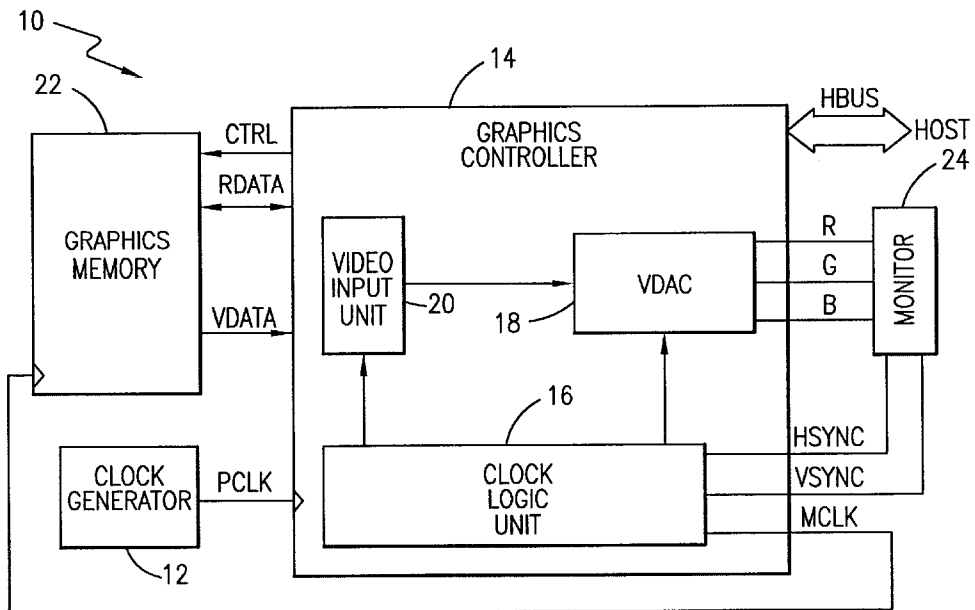 10
22
14
HBUS
HOST
24
CTRL
RDATA
VDATA
GRAPHICS
MEMORY
GRAPHICS
CONTROLLER
VIDEO
INPUT
UNIT
20
VDAC
18
R
G
B
MONITOR
16
CLOCK
LOGIC
UNIT
HSYNC
VSYNC
MCLK
CLOCK
GENERATOR
PCLK
12